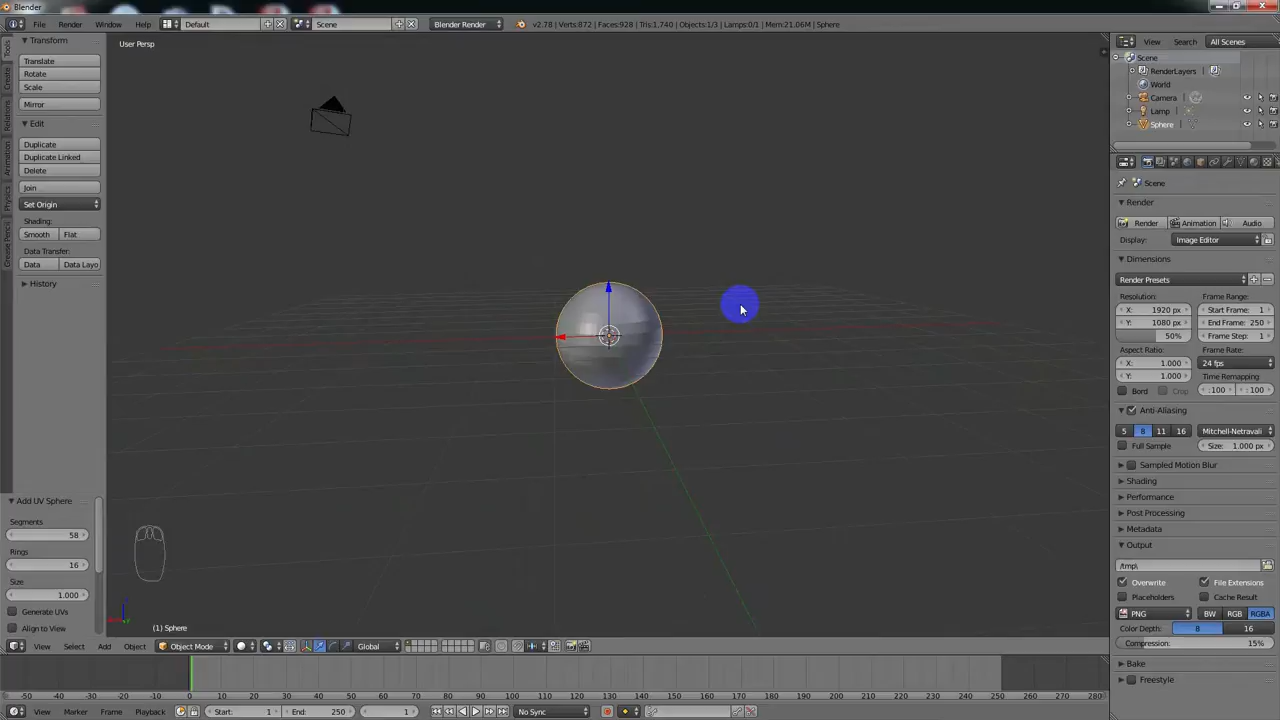 Blender
File Render Window Help Default Scene Blender Render v2.78 | Verts:872 | Faces:928 | Tris:1,740 | Objects:1/3 | Lamps:0/1 | Mem:21.06M | Sphere
Tools
Create
Relations
Animation
Physics
Grease Pencil
Transform
Translate
Rotate
Scale
Mirror
Edit
Duplicate
Duplicate Linked
Delete
Join
Set Origin
Shading:
Smooth Flat
Data Transfer:
Data Data Layo
History
Add UV Sphere
Segments
58
Rings
16
Size
1.000
Generate UVs
Align to View
User Persp
(1) Sphere
View Select Add Object Object Mode Global
View Search All Scenes
Scene
RenderLayers
World
Camera
Lamp
Sphere
Scene
Render
Render Animation Audio
Display: Image Editor
Dimensions
Render Presets
Resolution: Frame Range:
X: 1920 px Start Frame: 1
Y: 1080 px End Frame: 250
50% Frame Step: 1
Aspect Ratio: Frame Rate:
X: 1.000 24 fps
Y: 1.000 Time Remapping
Bord Crop :100 :100
Anti-Aliasing
5 8 11 16 Mitchell-Netravali
Full Sample Size: 1.000 px
Sampled Motion Blur
Shading
Performance
Post Processing
Metadata
Output
/tmp\
Overwrite File Extensions
Placeholders Cache Result
PNG BW RGB RGBA
Color Depth: 8 16
Compression: 15%
Bake
Freestyle
-50 -40 -30 -20 -10 0 10 20 30 40 50 60 70 80 90 100 110 120 130 140 150 160 170 180 190 200 210 220 230 240 250 260 270 280
View Marker Frame Playback Start: 1 End: 250 1 No Sync